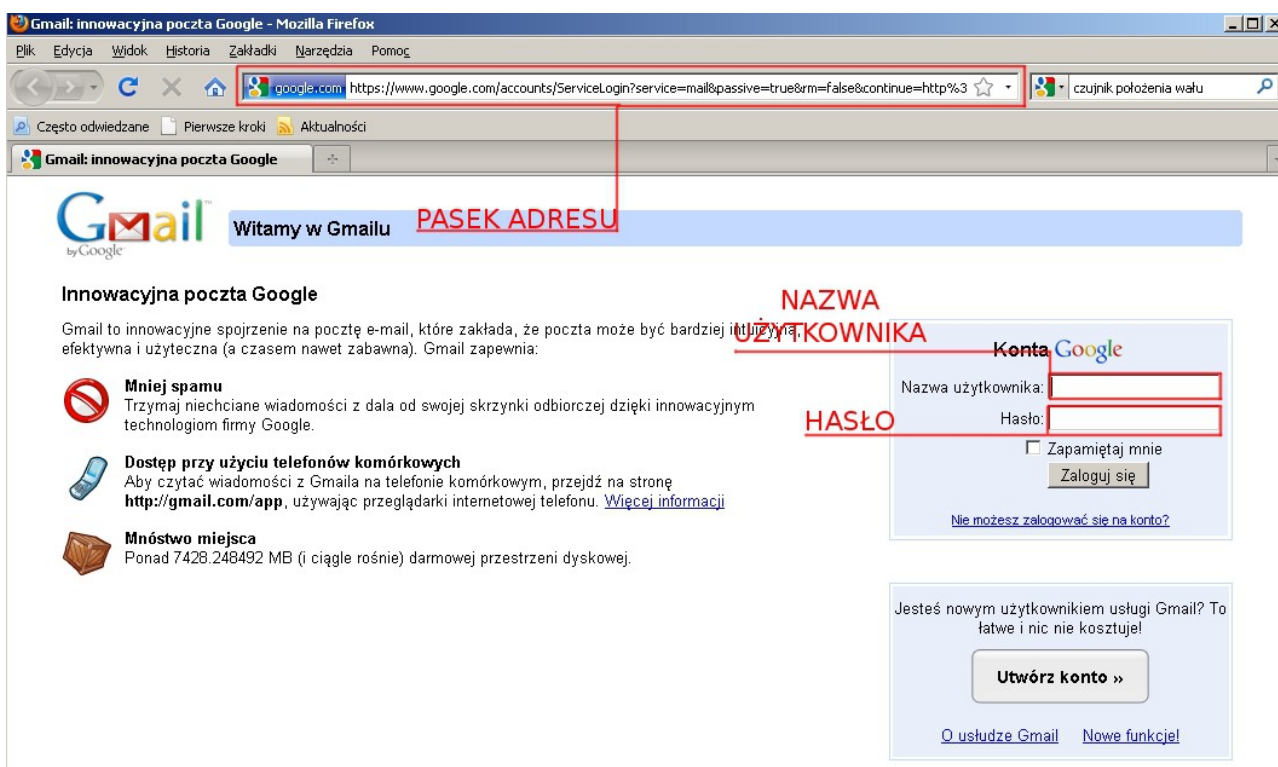 Gmail: innowacyjna poczta Google - Mozilla Firefox
Plik Edycja Widok Historia Zakładki Narzędzia Pomoc
google.com https://www.google.com/accounts/ServiceLogin?service=mail&passive=true&rm=false&continue=http%3 czujnik położenia wału
Często odwiedzane Pierwsze kroki Aktualności
Gmail: innowacyjna poczta Google
Gmail
by Google
Witamy w Gmailu
PASEK ADRESU
Innowacyjna poczta Google
Gmail to innowacyjne spojrzenie na pocztę e-mail, które zakłada, że poczta może być bardziej intuicyjna,
efektywna i użyteczna (a czasem nawet zabawna). Gmail zapewnia:
Mniej spamu
Trzymaj niechciane wiadomości z dala od swojej skrzynki odbiorczej dzięki innowacyjnym
technologiom firmy Google.
Dostęp przy użyciu telefonów komórkowych
Aby czytać wiadomości z Gmaila na telefonie komórkowym, przejdź na stronę
http://gmail.com/app, używając przeglądarki internetowej telefonu. Więcej informacji
Mnóstwo miejsca
Ponad 7428.248492 MB (i ciągle rośnie) darmowej przestrzeni dyskowej.
NAZWA
UŻYTKOWNIKA
HASŁO
Konta Google
Nazwa użytkownika:
Hasło:
Zapamiętaj mnie
Zaloguj się
Nie możesz zalogować się na konto?
Jesteś nowym użytkownikiem usługi Gmail? To
łatwe i nic nie kosztuje!
Utwórz konto »
O usłudze Gmail Nowe funkcje!